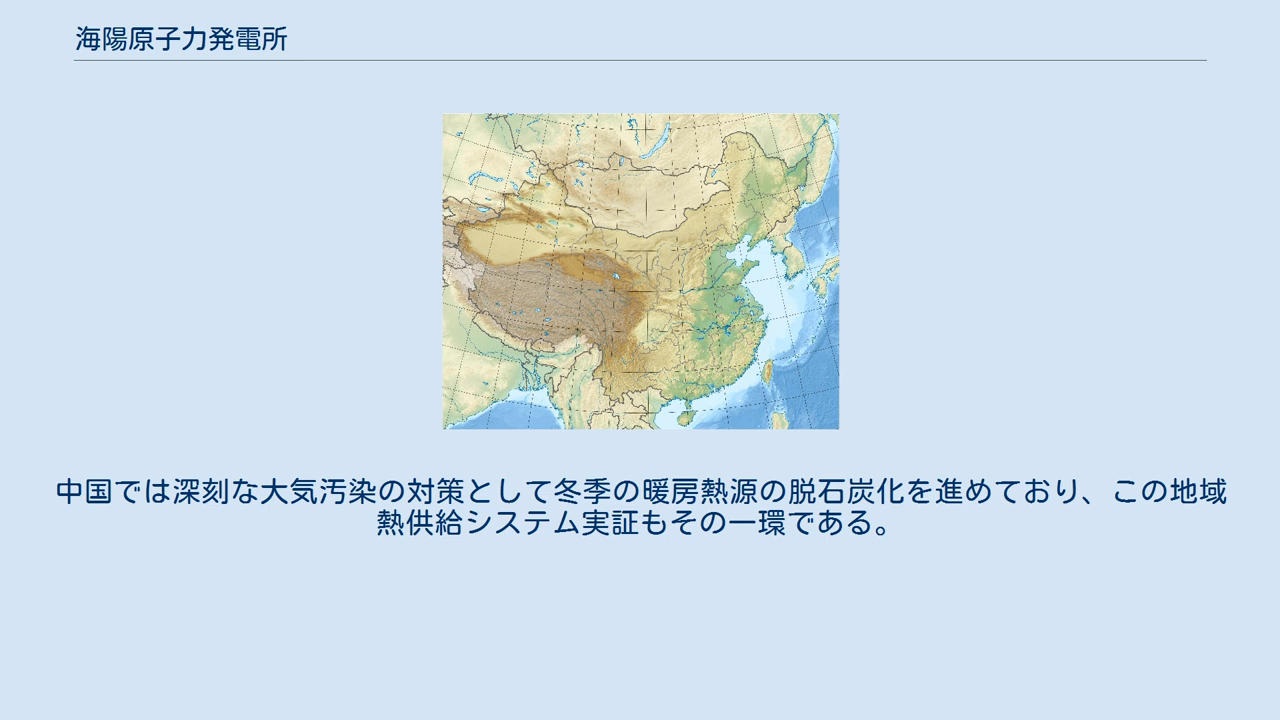 海陽原子力発電所
中国では深刻な大気汚染の対策として冬季の暖房熱源の脱石炭化を進めており、この地域
熱供給システム実証もその一環である。